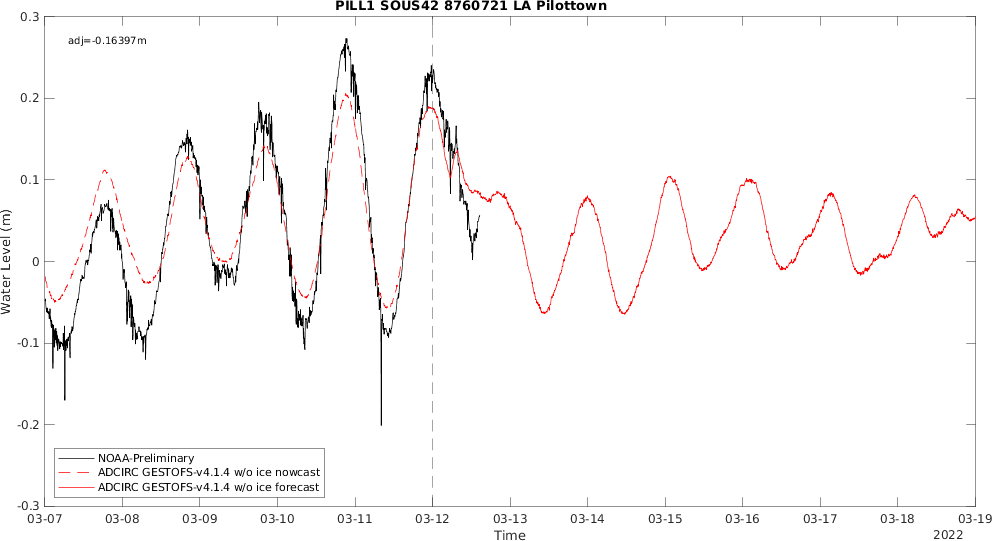 PILL1 SOUS42 8760721 LA Pilottown
adj=-0.16397m
Water Level (m)
0.3
0.2
0.1
0
-0.1
-0.2
-0.3
NOAA-Preliminary
ADCIRC GESTOFS-v4.1.4 w/o ice nowcast
ADCIRC GESTOFS-v4.1.4 w/o ice forecast
03-07 03-08 03-09 03-10 03-11 03-12 03-13 03-14 03-15 03-16 03-17 03-18 03-19
Time
2022